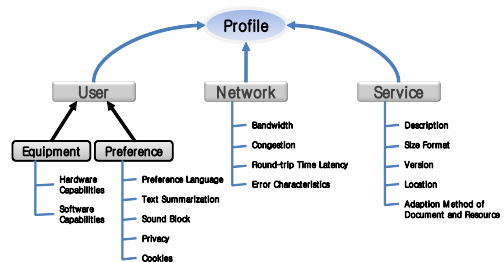 Profile
User
Network
Service
Equipment
Preference
Hardware
Capabilities
Software
Capabilities
Preference Language
Text Summarization
Sound Block
Privacy
Cookies
Bandwidth
Congestion
Round-trip Time Latency
Error Characteristics
Description
Size Format
Version
Location
Adaption Method of
Document and Resource